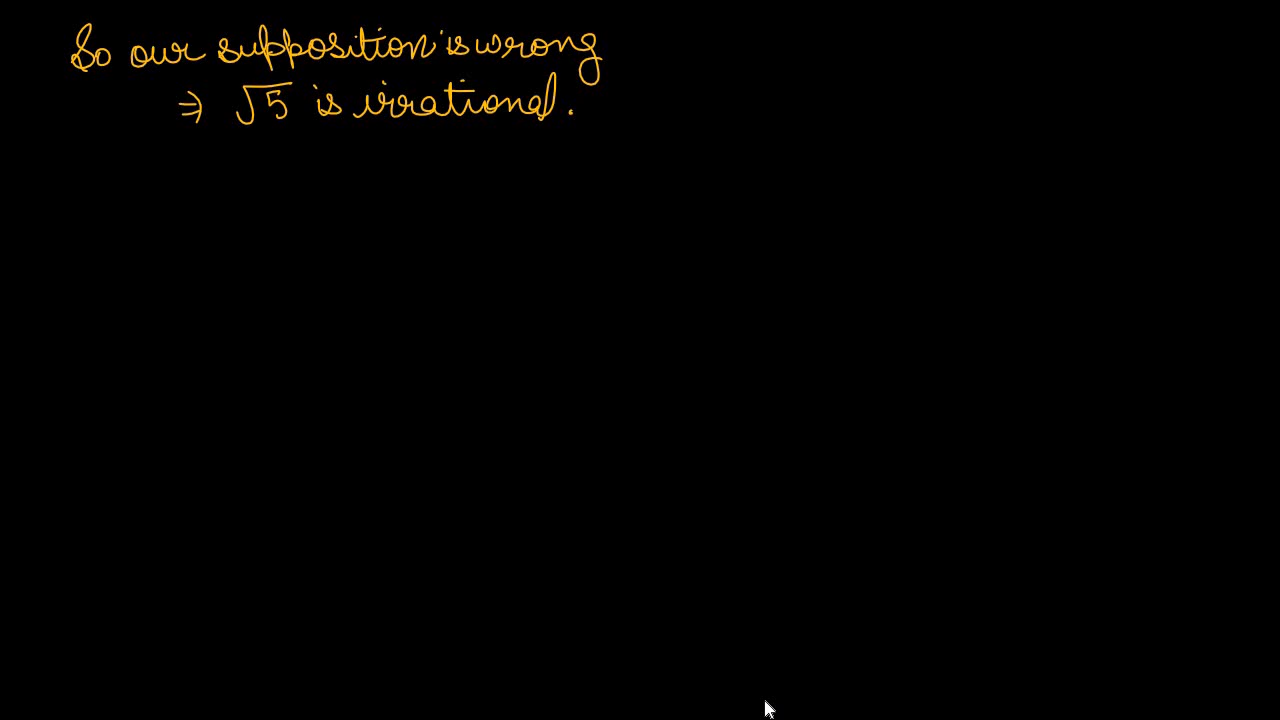 So our supposition is wrong
⇒ √5 is irrational.